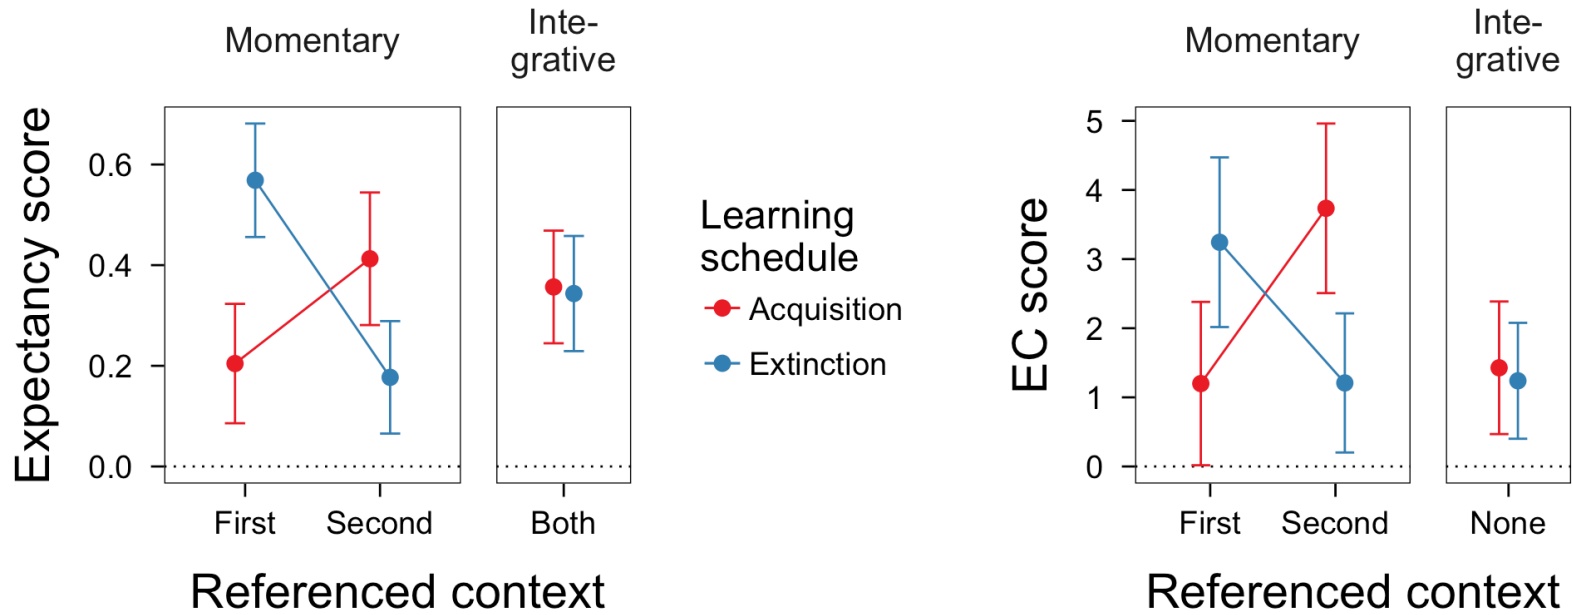 Momentary
Inte-
grative
Expectancy score
0.6
0.4
0.2
0.0
First
Second
Both
Referenced context
Learning
schedule
Acquisition
Extinction
Momentary
Inte-
grative
EC score
5
4
3
2
1
0
First
Second
None
Referenced context